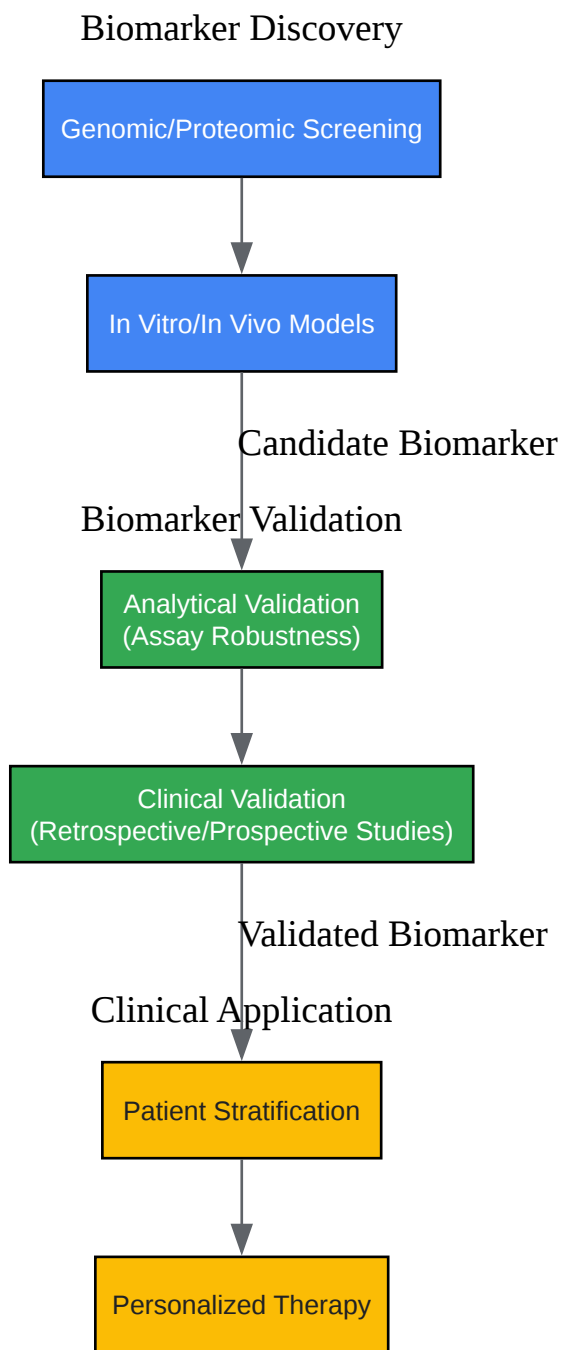 Biomarker Discovery
Genomic/Proteomic Screening
In Vitro/In Vivo Models
Candidate Biomarker
Biomarker Validation
Analytical Validation
(Assay Robustness)
Clinical Validation
(Retrospective/Prospective Studies)
Validated Biomarker
Clinical Application
Patient Stratification
Personalized Therapy